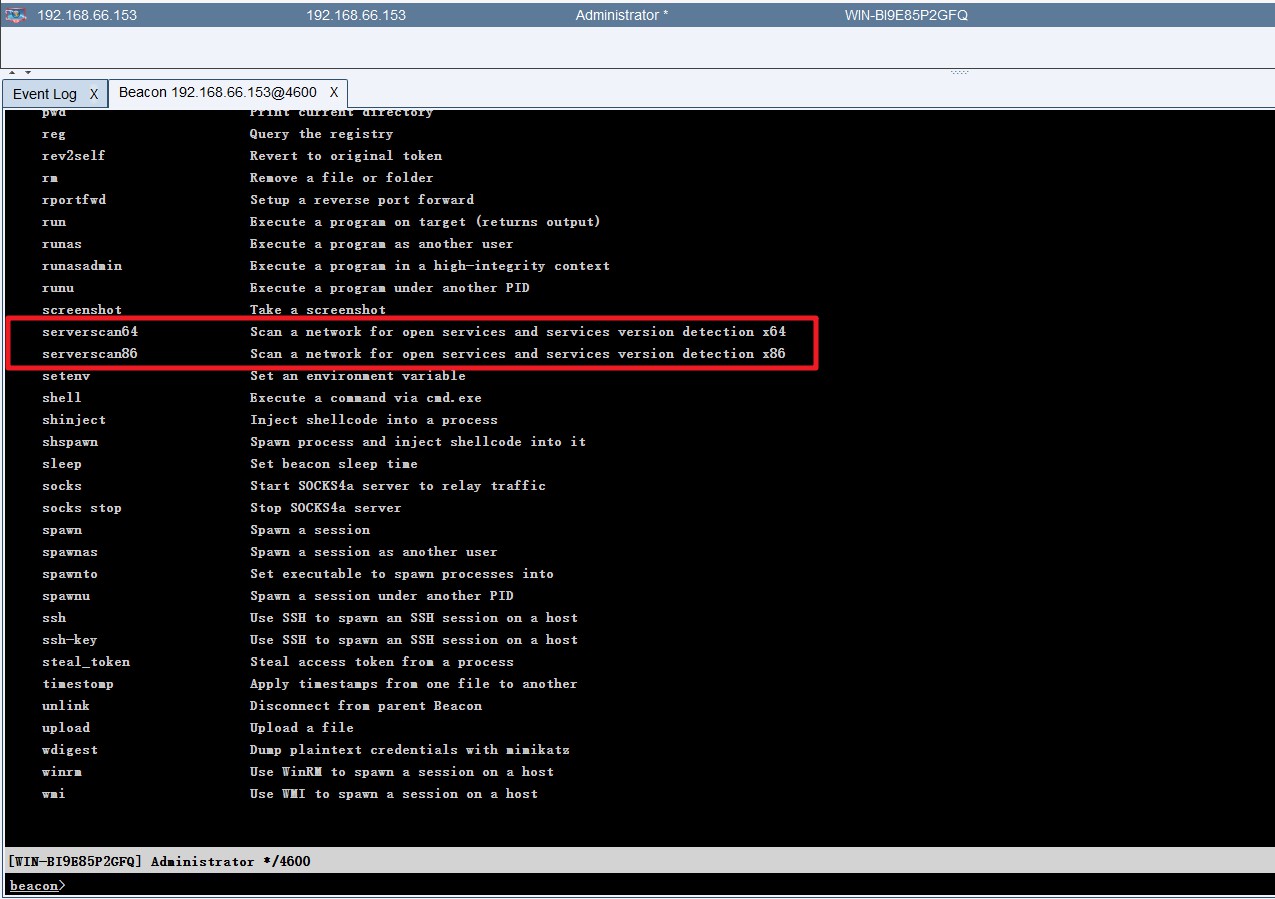 192.168.66.153 192.168.66.153 Administrator * WIN-BI9E85P2GFQ
Event Log X Beacon 192.168.66.153@4600 X
pwd Print current directory
reg Query the registry
rev2self Revert to original token
rm Remove a file or folder
rportfwd Setup a reverse port forward
run Execute a program on target (returns output)
runas Execute a program as another user
runasadmin Execute a program in a high-integrity context
runu Execute a program under another PID
screenshot Take a screenshot
serverscan64 Scan a network for open services and services version detection x64
serverscan86 Scan a network for open services and services version detection x86
setenv Set an environment variable
shell Execute a command via cmd.exe
shinject Inject shellcode into a process
shspawn Spawn process and inject shellcode into it
sleep Set beacon sleep time
socks Start SOCKS4a server to relay traffic
socks stop Stop SOCKS4a server
spawn Spawn a session
spawnas Spawn a session as another user
spawnto Set executable to spawn processes into
spawnu Spawn a session under another PID
ssh Use SSH to spawn an SSH session on a host
ssh-key Use SSH to spawn an SSH session on a host
steal_token Steal access token from a process
timestomp Apply timestamps from one file to another
unlink Disconnect from parent Beacon
upload Upload a file
wdigest Dump plaintext credentials with mimikatz
winrm Use WinRM to spawn a session on a host
wmi Use WMI to spawn a session on a host
[WIN-BI9E85P2GFQ] Administrator */4600
beacon>